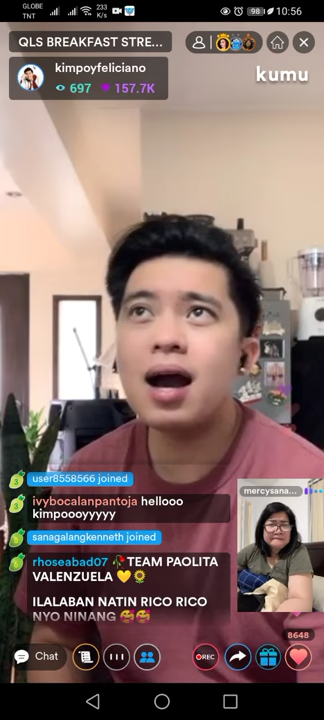 GLOBE
TNT
233
K/s
98
10:56
QLS BREAKFAST STRE...
kimpoyfeliciano
697 157.7K
kumu
user8558566 joined
ivybocalanpantoja hellooo
kimpoooyyyyy
sanagalangkenneth joined
rhoseabad07 🥀TEAM PAOLITA
VALENZUELA 💛🌻
ILALABAN NATIN RICO RICO
NYO NINANG 🥰🥰
mercysana...
8648
Chat
REC